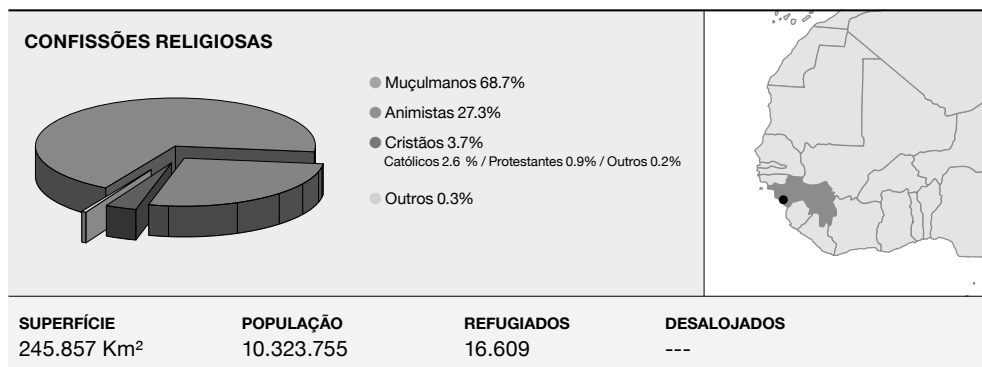 CONFISSÕES RELIGIOSAS
Muçulmanos 68.7%
Animistas 27.3%
Cristãos 3.7%
Católicos 2.6 % / Protestantes 0.9% / Outros 0.2%
Outros 0.3%
SUPERFÍCIE POPULAÇÃO REFUGIADOS DESALOJADOS
245.857 Km² 10.323.755 16.609 ---